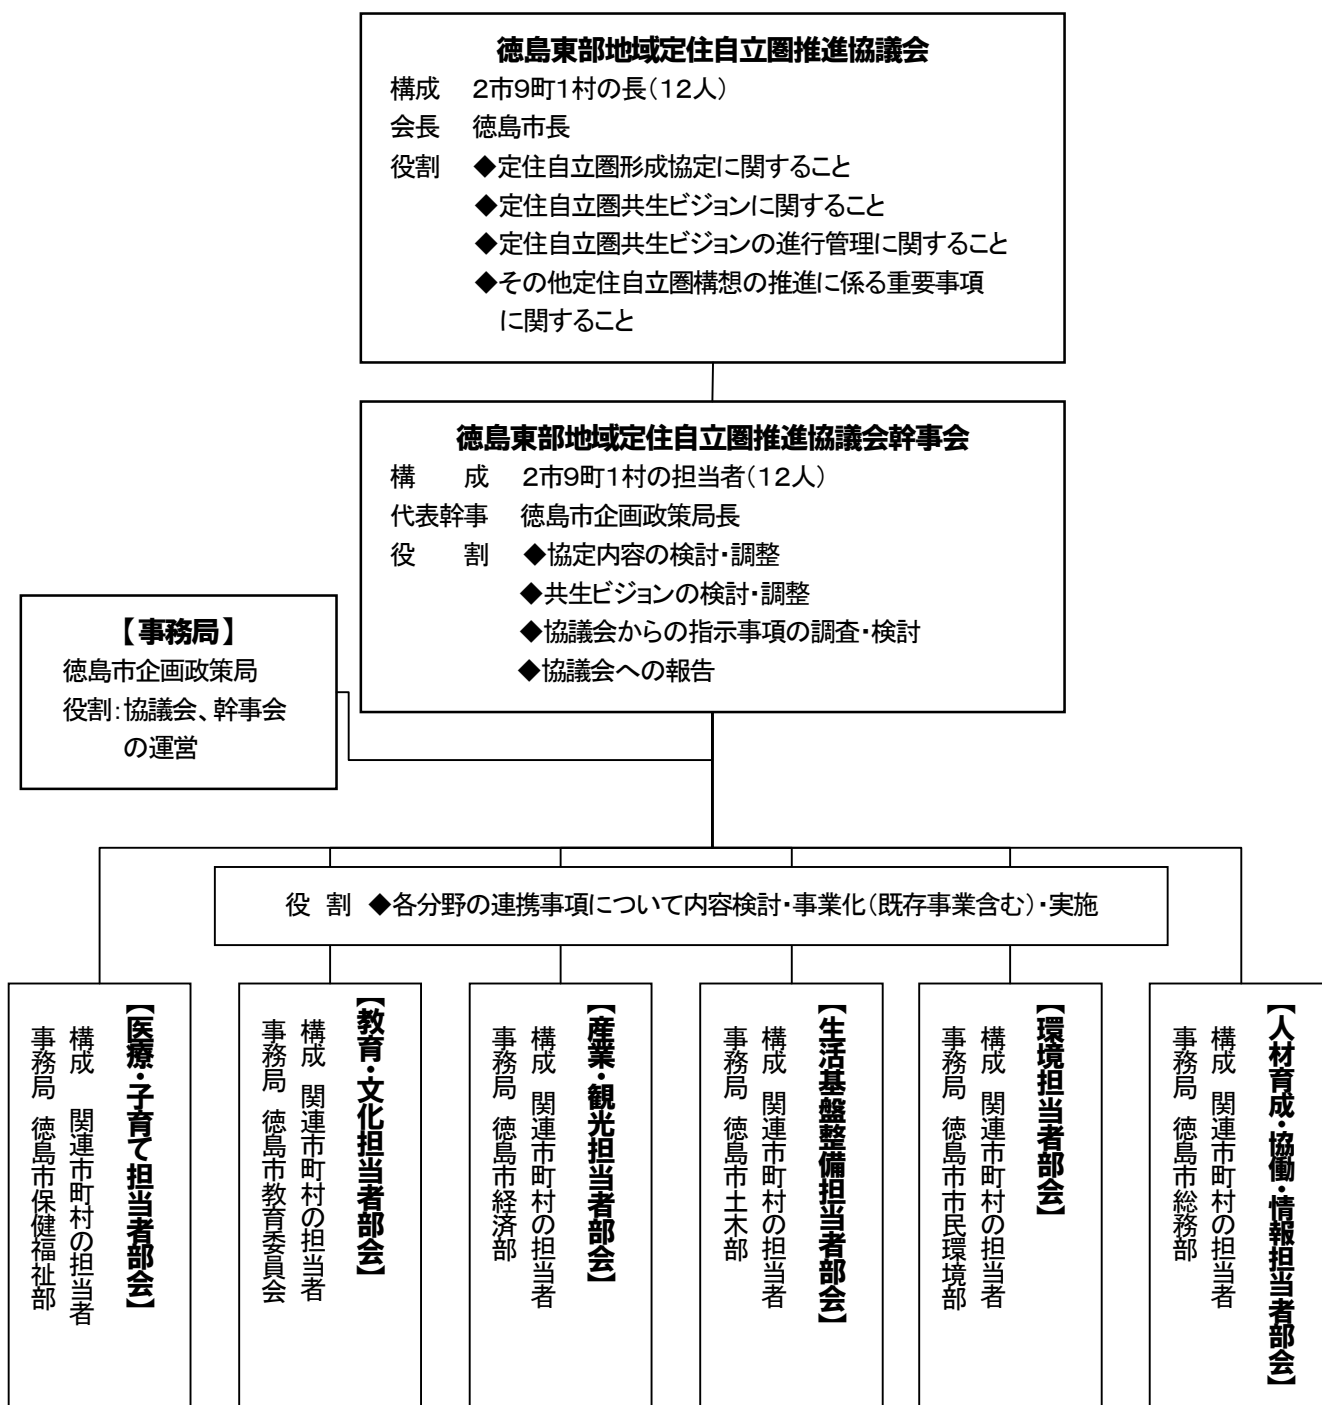 徳島東部地域定住自立圏推進協議会
構成 2市9町1村の長(12人)
会長 徳島市長
役割 ◆定住自立圏形成協定に関すること
◆定住自立圏共生ビジョンに関すること
◆定住自立圏共生ビジョンの進行管理に関すること
◆その他定住自立圏構想の推進に係る重要事項
に関すること
徳島東部地域定住自立圏推進協議会幹事会
構 成 2市9町1村の担当者(12人)
代表幹事 徳島市企画政策局長
役 割 ◆協定内容の検討・調整
◆共生ビジョンの検討・調整
◆協議会からの指示事項の調査・検討
◆協議会への報告
【事務局】
徳島市企画政策局
役割:協議会、幹事会
の運営
役 割 ◆各分野の連携事項について内容検討・事業化(既存事業含む)・実施
【医療・子育て担当者部会】
構成 関連市町村の担当者
事務局 徳島市保健福祉部
【教育・文化担当者部会】
構成 関連市町村の担当者
事務局 徳島市教育委員会
【産業・観光担当者部会】
構成 関連市町村の担当者
事務局 徳島市経済部
【生活基盤整備担当者部会】
構成 関連市町村の担当者
事務局 徳島市土木部
【環境担当者部会】
構成 関連市町村の担当者
事務局 徳島市市民環境部
【人材育成・協働・情報担当者部会】
構成 関連市町村の担当者
事務局 徳島市総務部